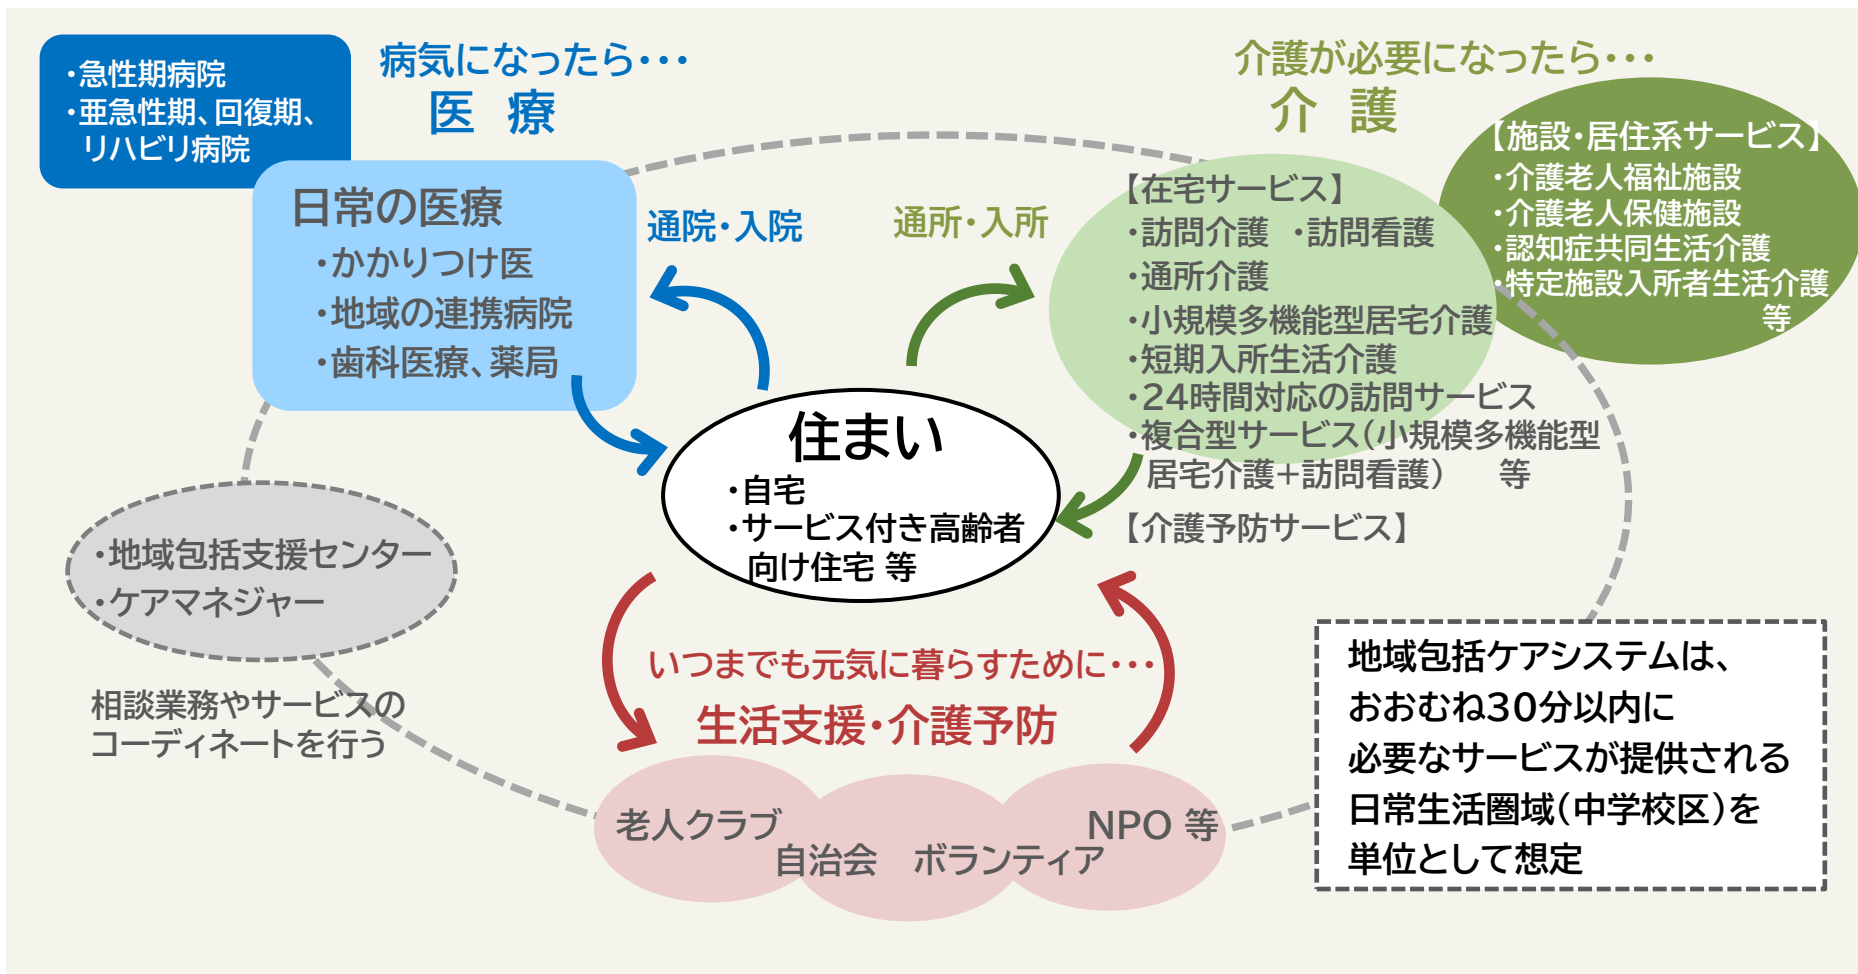 ・急性期病院
・亜急性期、回復期、
リハビリ病院
病気になったら・・・
医 療
日常の医療
・かかりつけ医
・地域の連携病院
・歯科医療、薬局
通院・入院
介護が必要になったら・・・
介 護
通所・入所
【在宅サービス】
・訪問介護 ・訪問看護
・通所介護
・小規模多機能型居宅介護
・短期入所生活介護
・24時間対応の訪問サービス
・複合型サービス(小規模多機能型
居宅介護+訪問看護) 等
【介護予防サービス】
【施設・居住系サービス】
・介護老人福祉施設
・介護老人保健施設
・認知症共同生活介護
・特定施設入所者生活介護
等
住まい
・自宅
・サービス付き高齢者
向け住宅 等
・地域包括支援センター
・ケアマネジャー
相談業務やサービスの
コーディネートを行う
いつまでも元気に暮らすために・・・
生活支援・介護予防
老人クラブ
自治会 ボランティア
NPO 等
地域包括ケアシステムは、
おおむね30分以内に
必要なサービスが提供される
日常生活圏域(中学校区)を
単位として想定